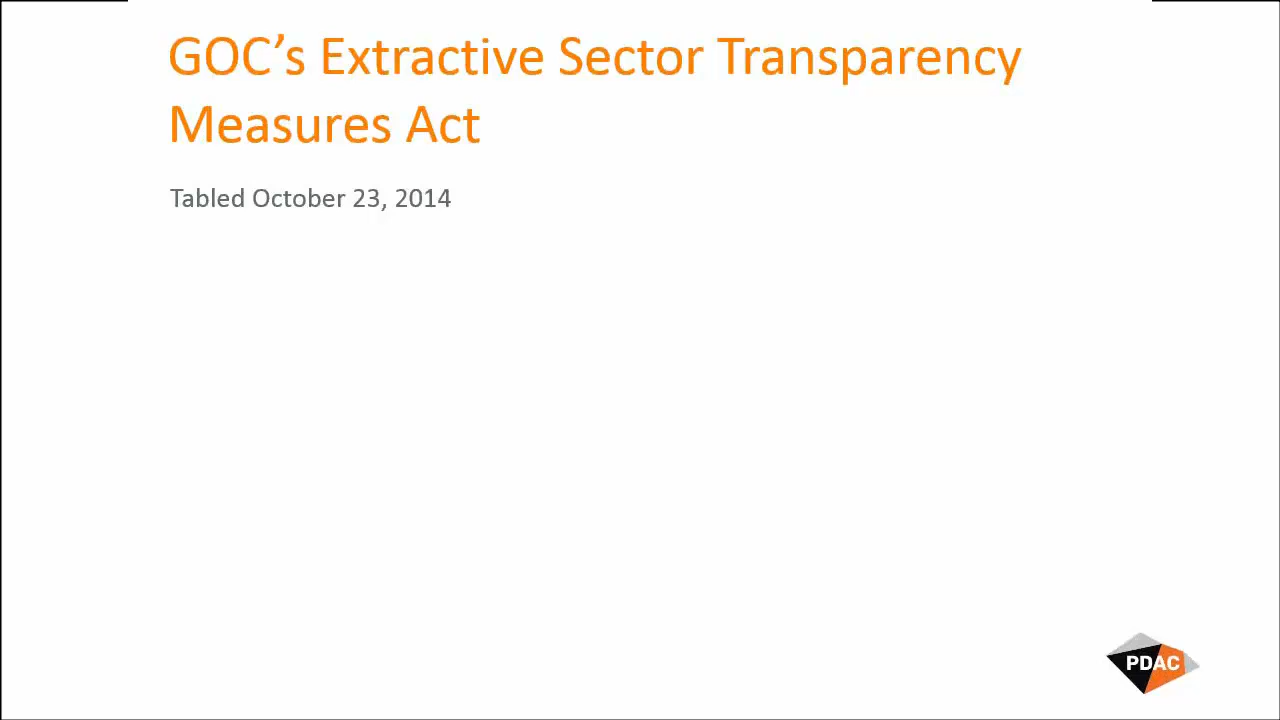 GOC’s Extractive Sector Transparency
Measures Act
Tabled October 23, 2014
PDAC